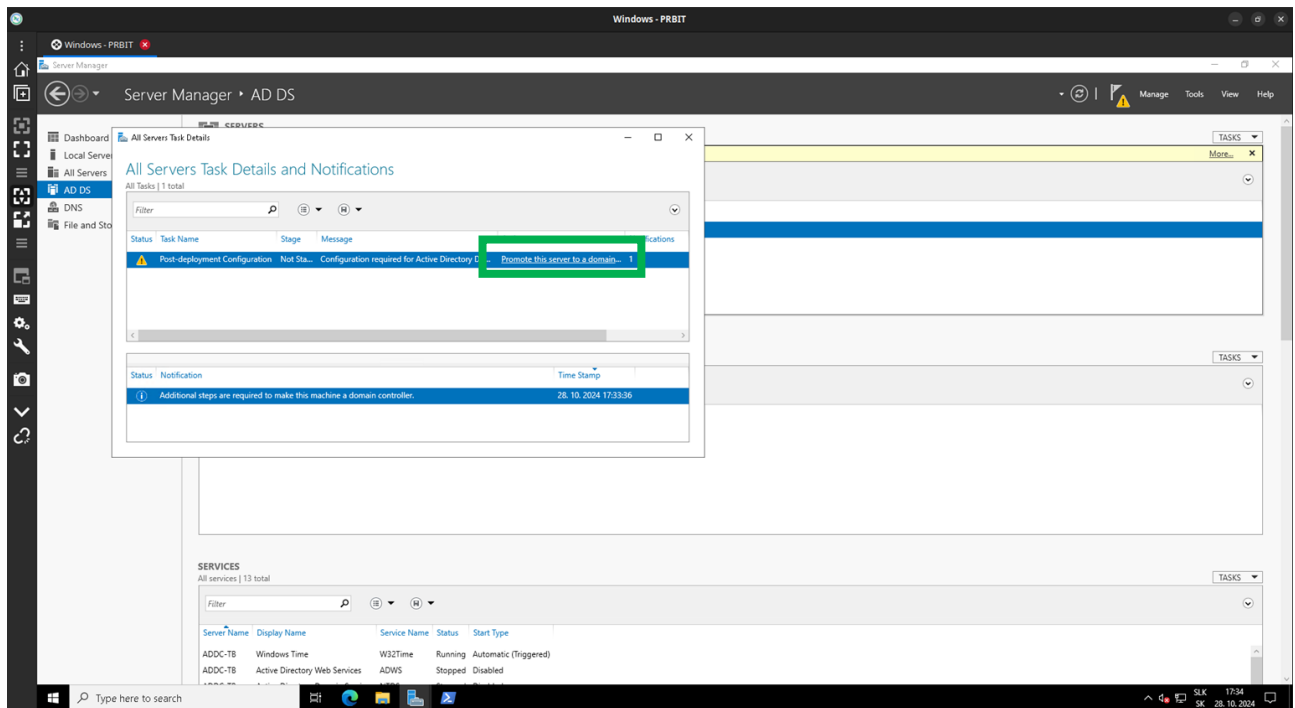 Windows - PRBIT
Windows - PRBIT
Server Manager
Server Manager • AD DS
Manage Tools View Help
Dashboard
Local Server
All Servers
AD DS
DNS
File and Sto
SERVERS
TASKS
More...
All Servers Task Details
All Servers Task Details and Notifications
All Tasks | 1 total
Filter
Status Task Name Stage Message fications
Post-deployment Configuration Not Sta... Configuration required for Active Directory D... Promote this server to a domain... 1
Status Notification Time Stamp
Additional steps are required to make this machine a domain controller. 28. 10. 2024 17:33:36
TASKS
SERVICES
All services | 13 total
TASKS
Filter
Server Name Display Name Service Name Status Start Type
ADDC-TB Windows Time W32Time Running Automatic (Triggered)
ADDC-TB Active Directory Web Services ADWS Stopped Disabled
Type here to search
SLK 17:34
SK 28. 10. 2024